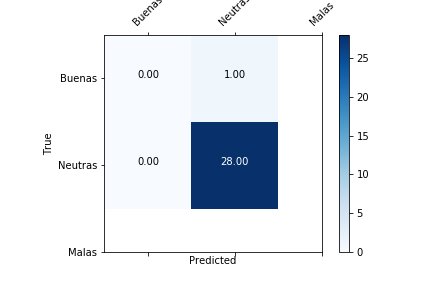 Buenas Neutras Malas
Buenas 0.00 1.00
Neutras 0.00 28.00
Malas
True
Predicted
25
20
15
10
5
0